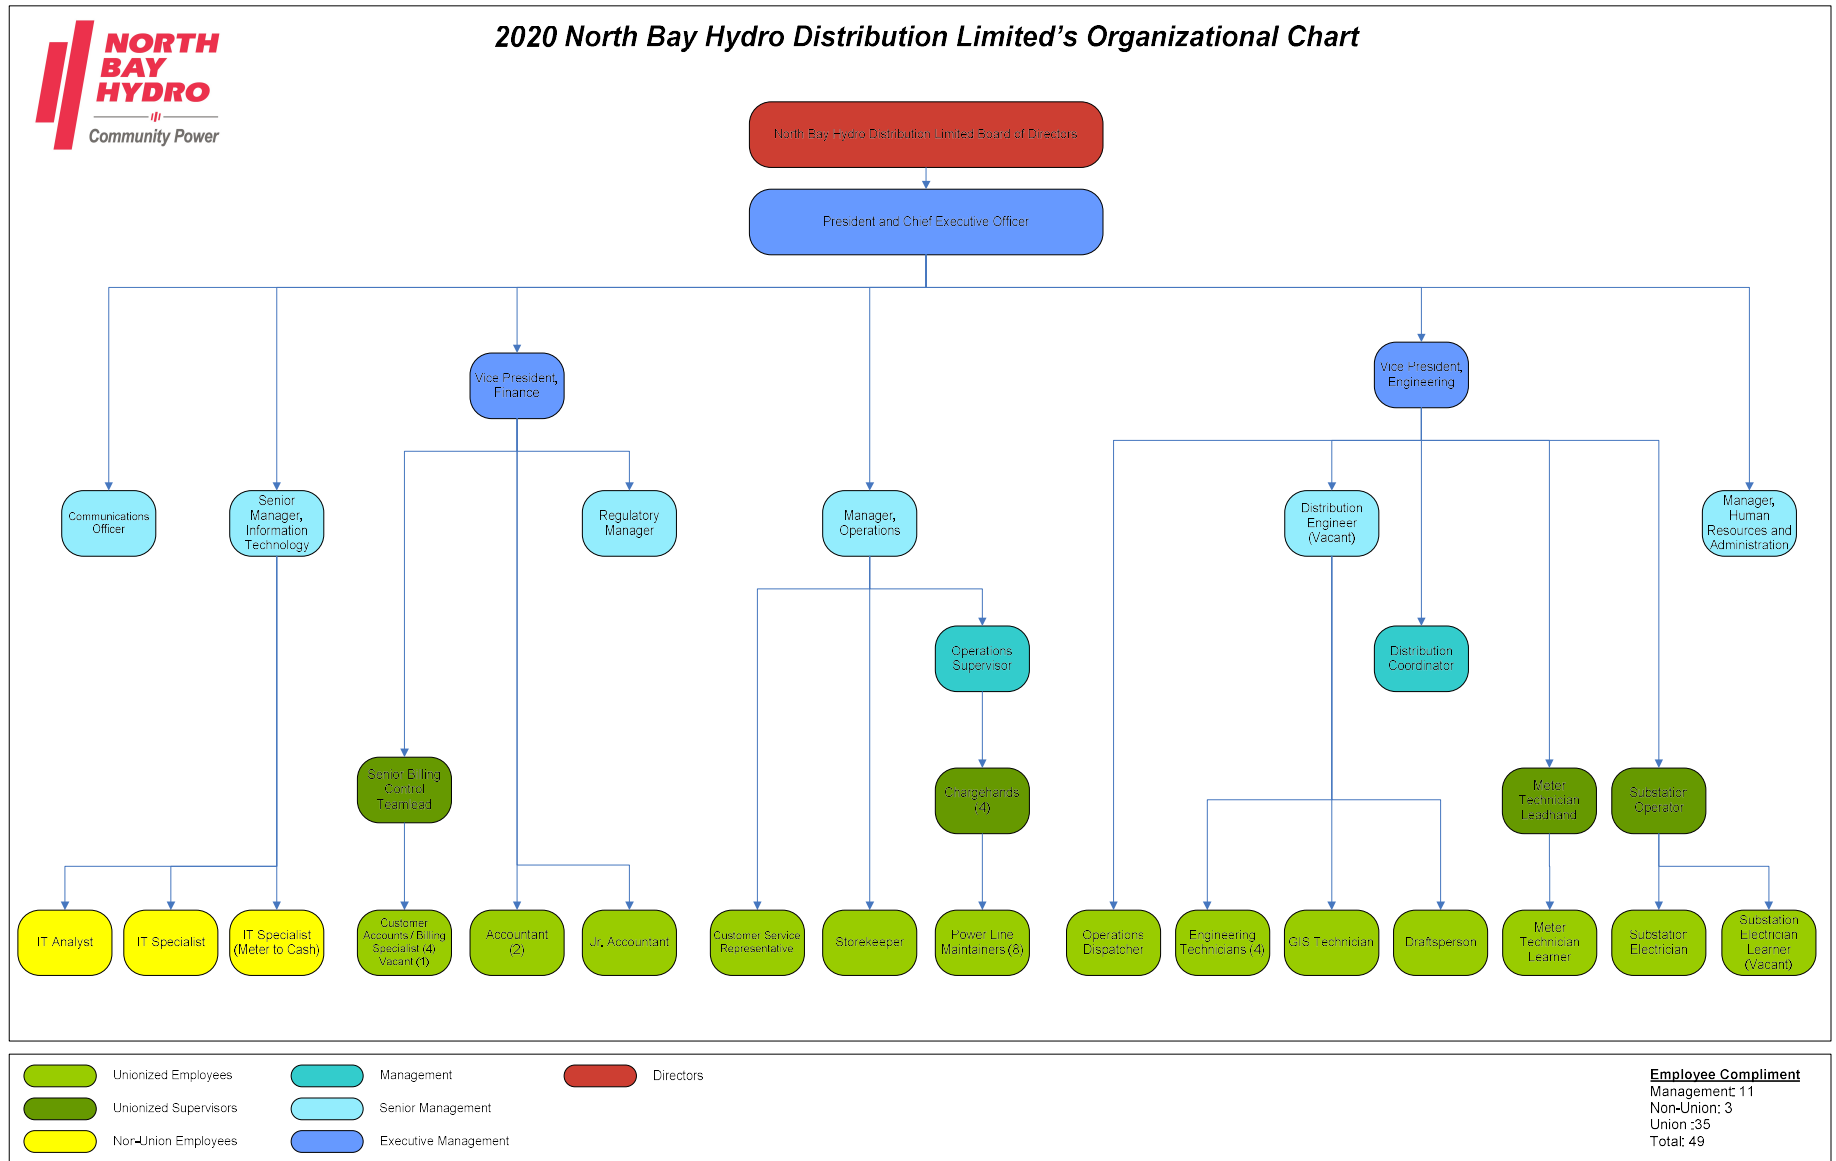 2020 North Bay Hydro Distribution Limited's Organizational Chart
NORTH
BAY
HYDRO
Community Power
North Bay Hydro Distribution Limited Board of Directors
President and Chief Executive Officer
Vice President,
Finance
Vice President,
Engineering
Communications
Officer
Senior
Manager,
Information
Technology
Regulatory
Manager
Manager,
Operations
Distribution
Engineer
(Vacant)
Manager,
Human
Resources and
Administration
Operations
Supervisor
Distribution
Coordinator
Senior Billing
Control
Teamlead
Chargehands
(4)
Meter
Technician
Leadhand
Substation
Operator
IT Analyst
IT Specialist
IT Specialist
(Meter to Cash)
Customer
Accounts / Billing
Specialist (4)
Vacant (1)
Accountant
(2)
Jr. Accountant
Customer Service
Representative
Storekeeper
Power Line
Maintainers (8)
Operations
Dispatcher
Engineering
Technicians (4)
GIS Technician
Draftsperson
Meter
Technician
Learner
Substation
Electrician
Substation
Electrician
Learner
(Vacant)
Unionized Employees
Unionized Supervisors
Non-Union Employees
Management
Senior Management
Executive Management
Directors
Employee Compliment
Management: 11
Non-Union: 3
Union :35
Total: 49